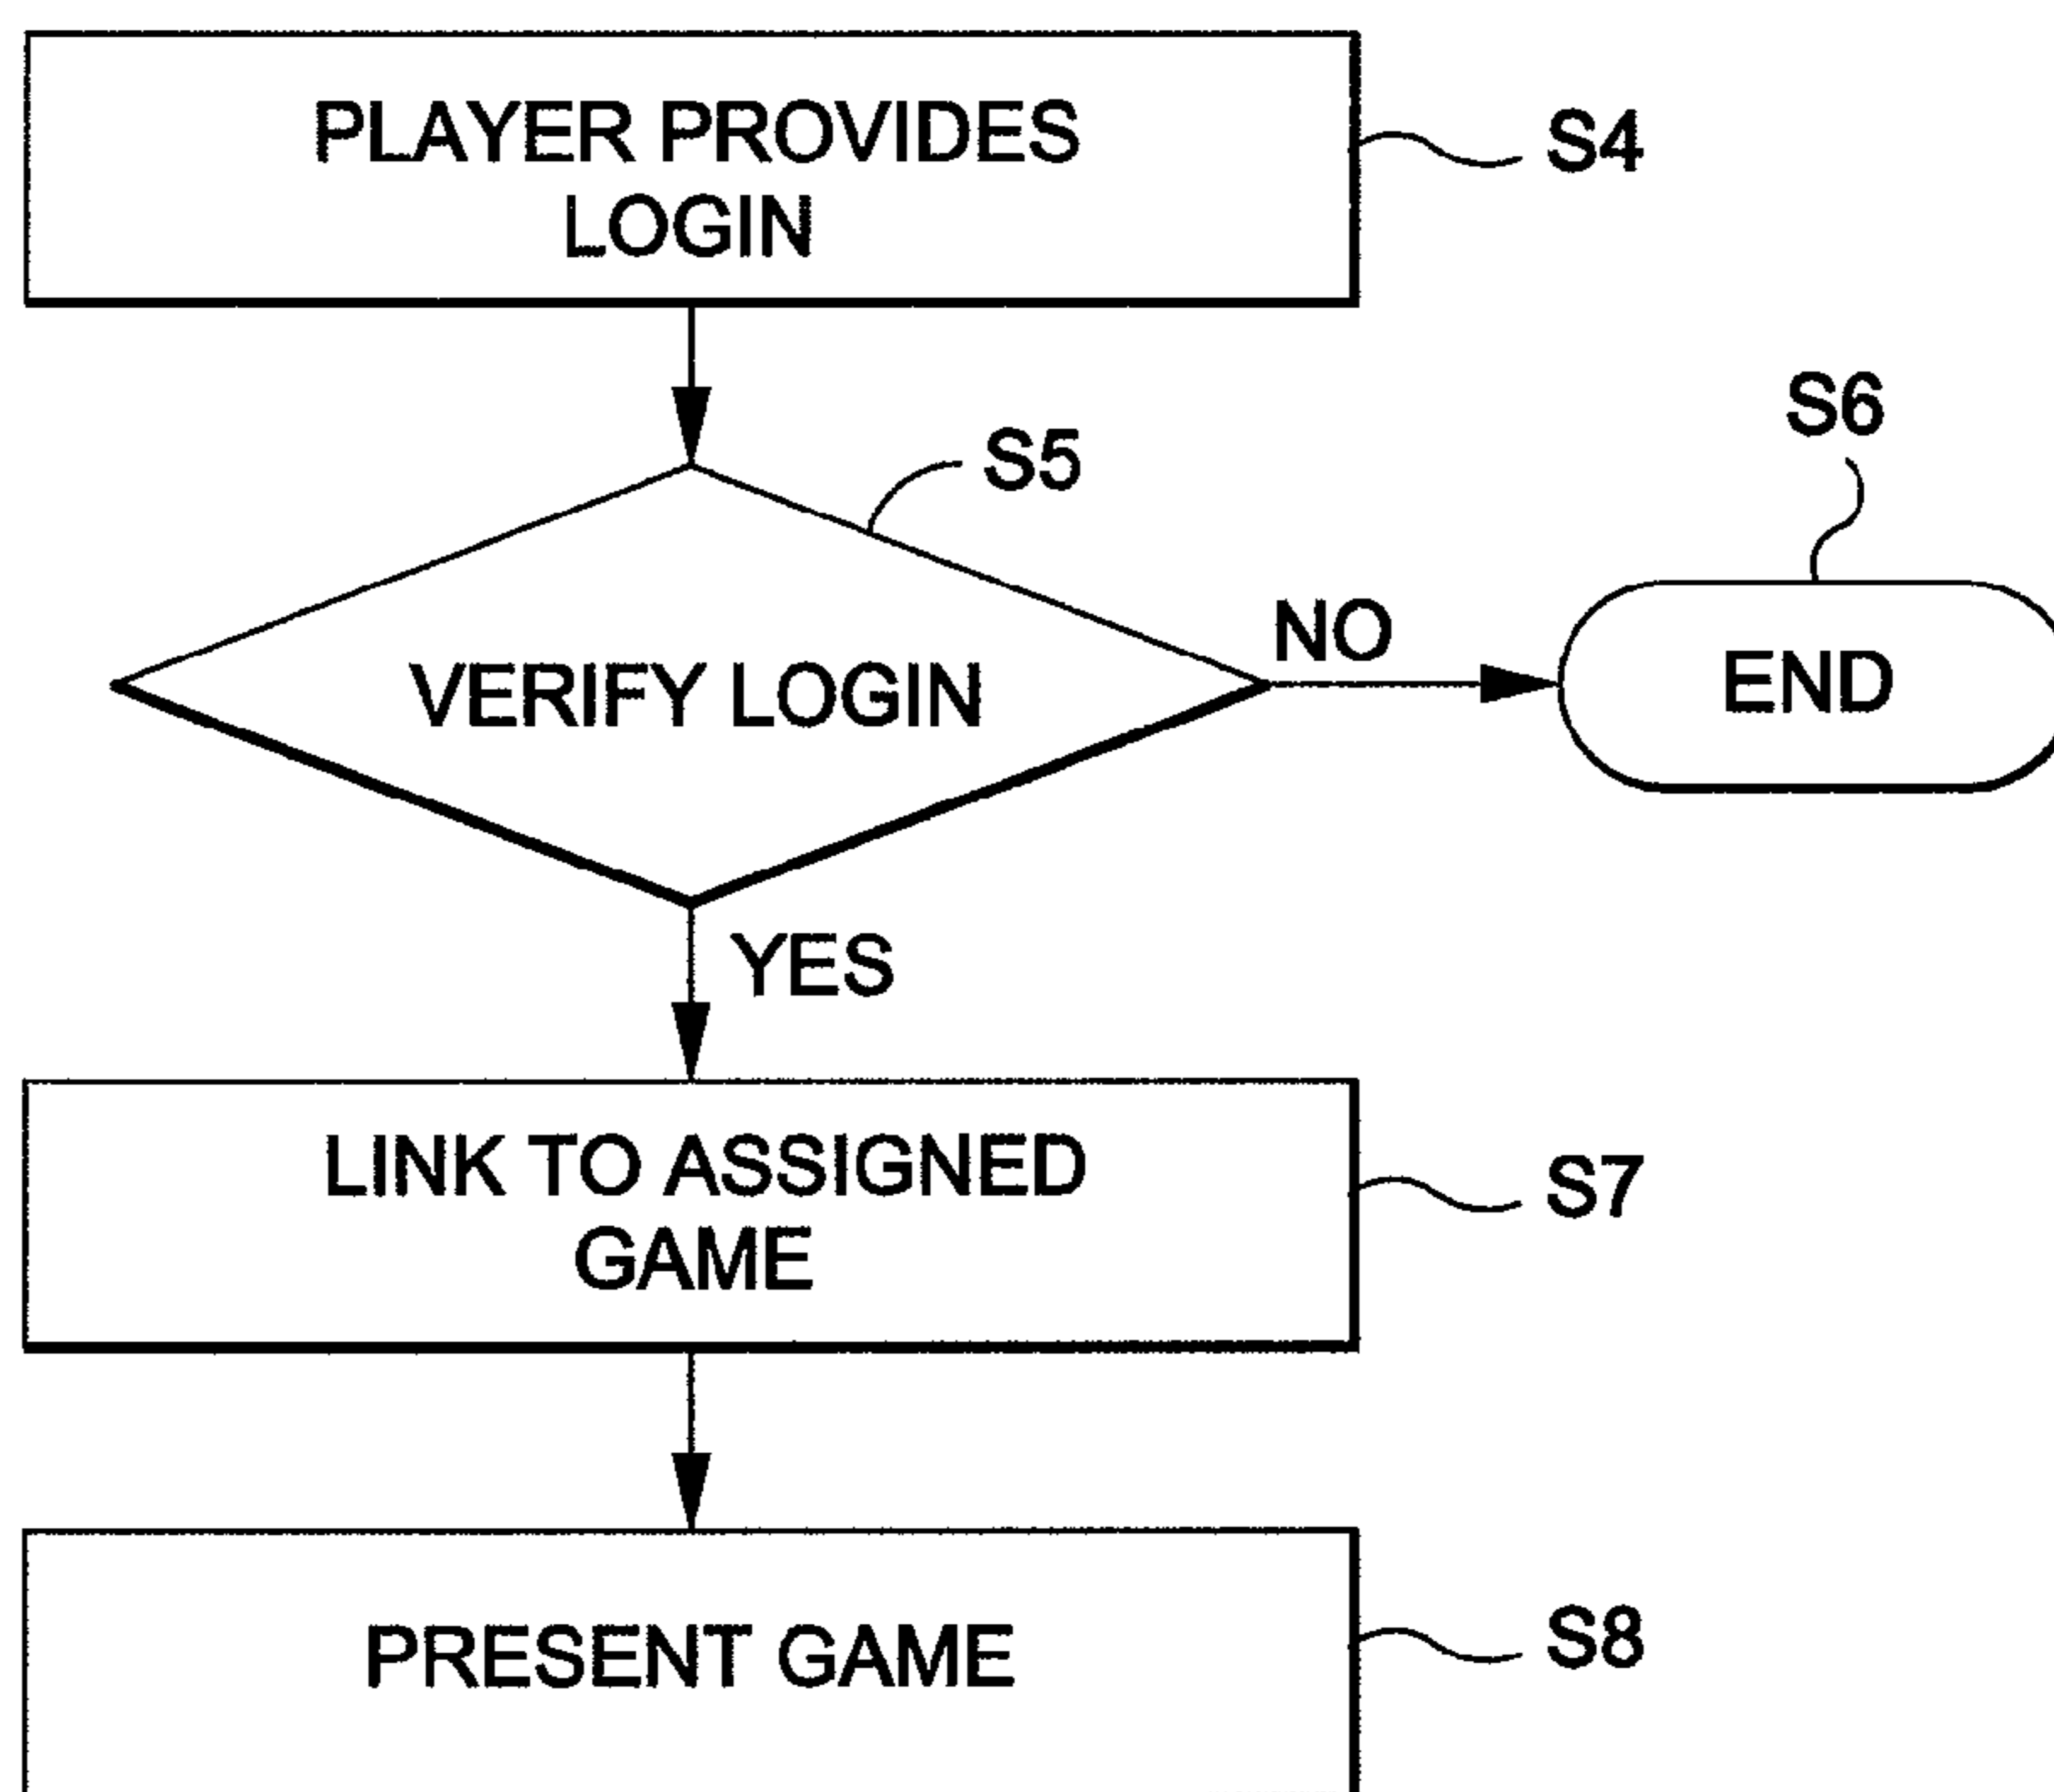 PLAYER PROVIDES
LOGIN
S4
S5
S6
VERIFY LOGIN
NO
END
YES
LINK TO ASSIGNED
GAME
S7
PRESENT GAME
S8